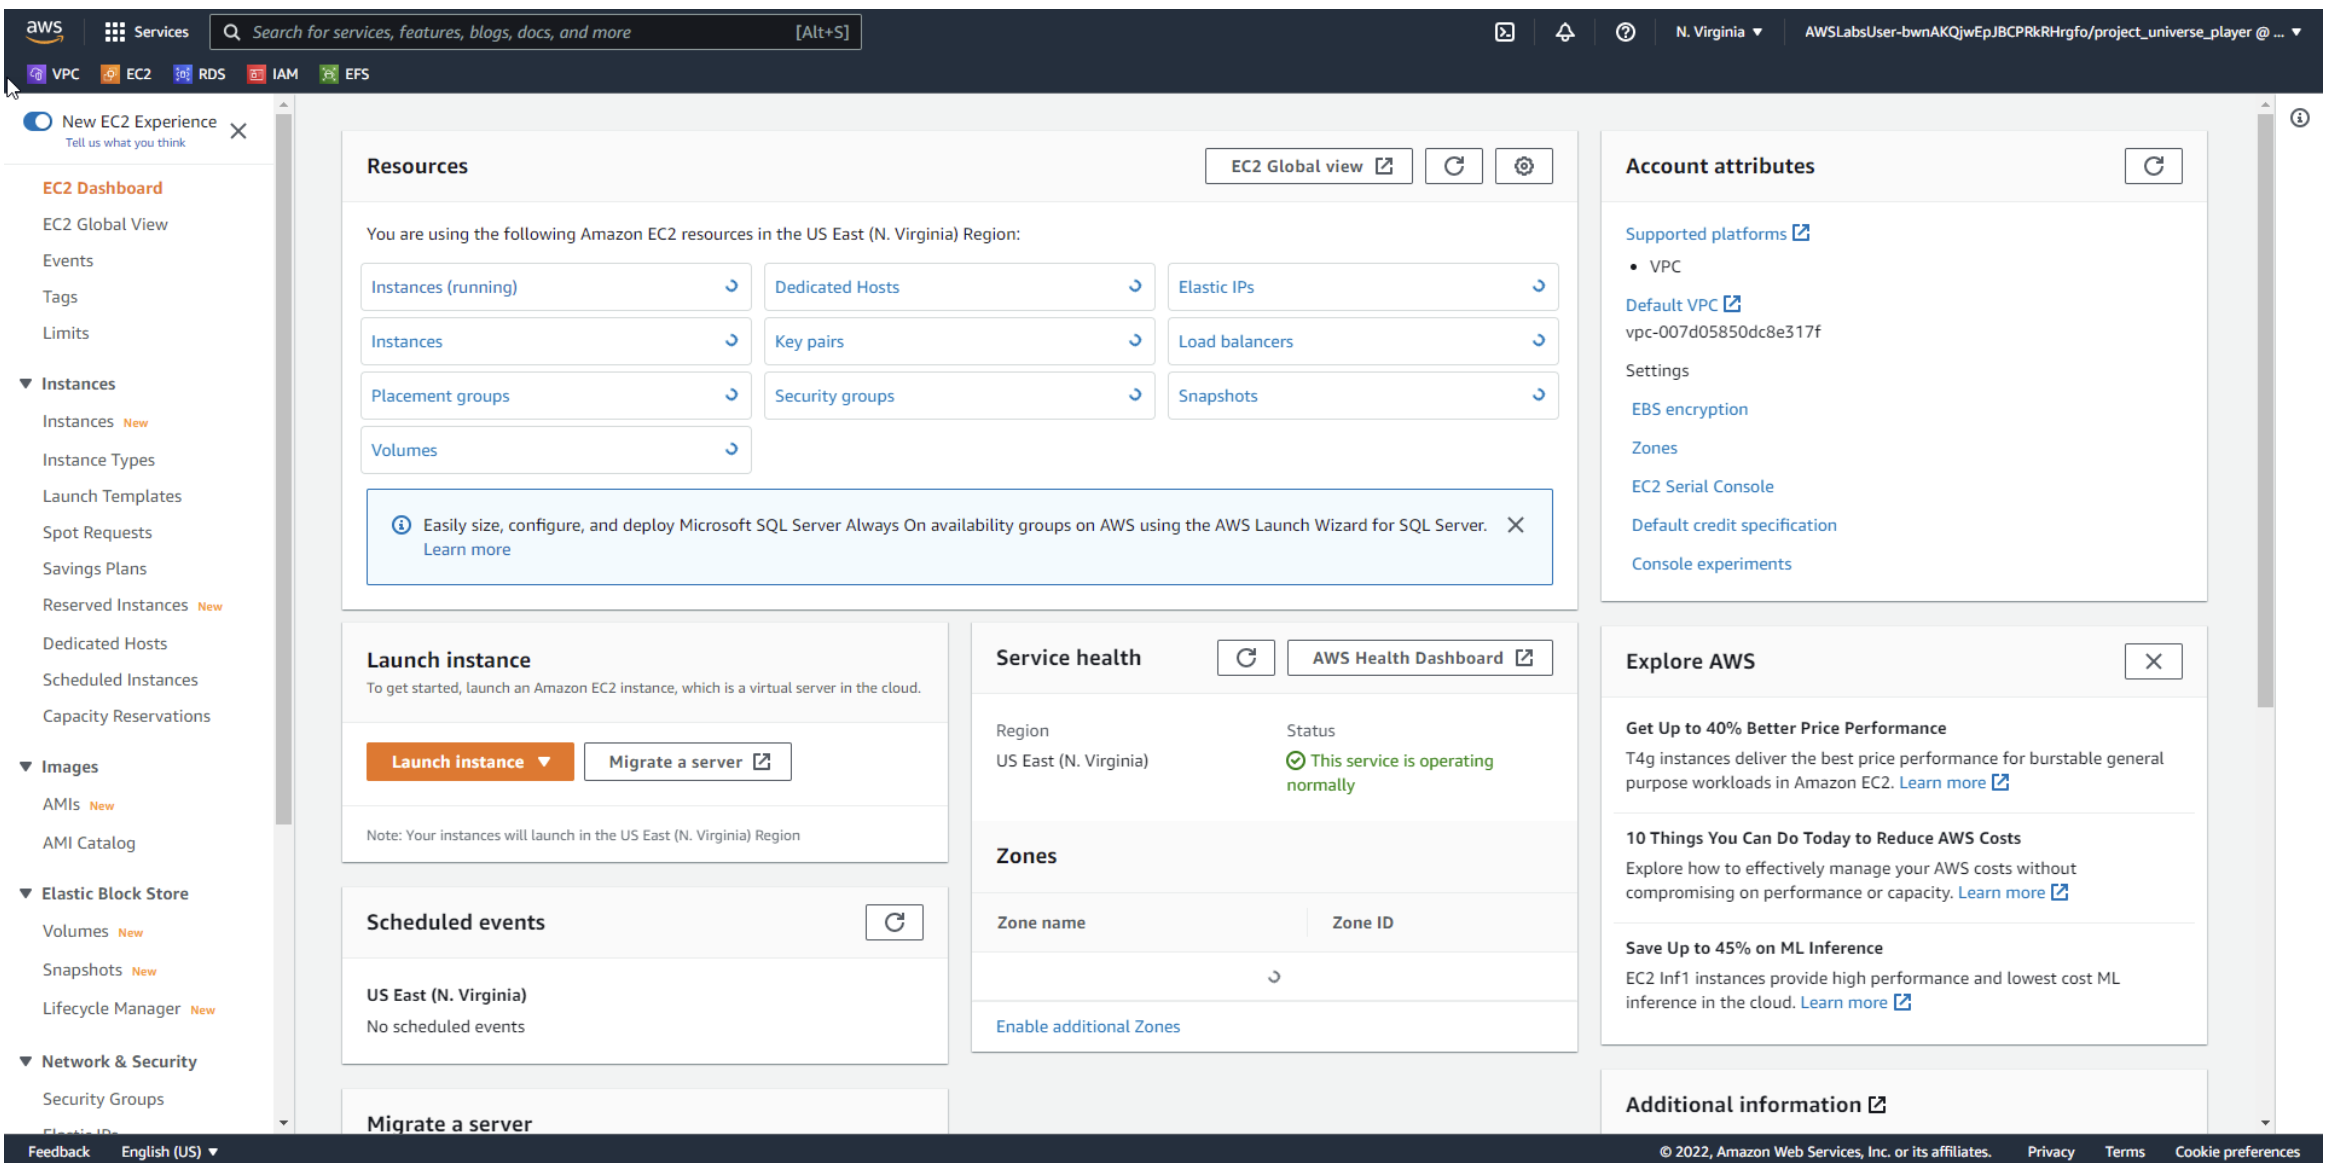 aws
Services
Search for services, features, blogs, docs, and more
[Alt+S]
N. Virginia ▼
AWSLabsUser-bwnAKQjwEpJBCPRkRHrgfo/project_universe_player @ ... ▼
VPC
EC2
RDS
IAM
EFS
New EC2 Experience
Tell us what you think
EC2 Dashboard
EC2 Global View
Events
Tags
Limits
Instances
Instances New
Instance Types
Launch Templates
Spot Requests
Savings Plans
Reserved Instances New
Dedicated Hosts
Scheduled Instances
Capacity Reservations
Images
AMIs New
AMI Catalog
Elastic Block Store
Volumes New
Snapshots New
Lifecycle Manager New
Network & Security
Security Groups
Elastic IPs
Resources
EC2 Global view
You are using the following Amazon EC2 resources in the US East (N. Virginia) Region:
Instances (running)
Dedicated Hosts
Elastic IPs
Instances
Key pairs
Load balancers
Placement groups
Security groups
Snapshots
Volumes
Easily size, configure, and deploy Microsoft SQL Server Always On availability groups on AWS using the AWS Launch Wizard for SQL Server.
Learn more
Launch instance
To get started, launch an Amazon EC2 instance, which is a virtual server in the cloud.
Launch instance ▼
Migrate a server
Note: Your instances will launch in the US East (N. Virginia) Region
Scheduled events
US East (N. Virginia)
No scheduled events
Migrate a server
Service health
AWS Health Dashboard
Region
Status
US East (N. Virginia)
This service is operating
normally
Zones
Zone name
Zone ID
Enable additional Zones
Account attributes
Supported platforms
• VPC
Default VPC
vpc-007d05850dc8e317f
Settings
EBS encryption
Zones
EC2 Serial Console
Default credit specification
Console experiments
Explore AWS
Get Up to 40% Better Price Performance
T4g instances deliver the best price performance for burstable general
purpose workloads in Amazon EC2. Learn more
10 Things You Can Do Today to Reduce AWS Costs
Explore how to effectively manage your AWS costs without
compromising on performance or capacity. Learn more
Save Up to 45% on ML Inference
EC2 Inf1 instances provide high performance and lowest cost ML
inference in the cloud. Learn more
Additional information
Feedback
English (US) ▼
© 2022, Amazon Web Services, Inc. or its affiliates.
Privacy
Terms
Cookie preferences